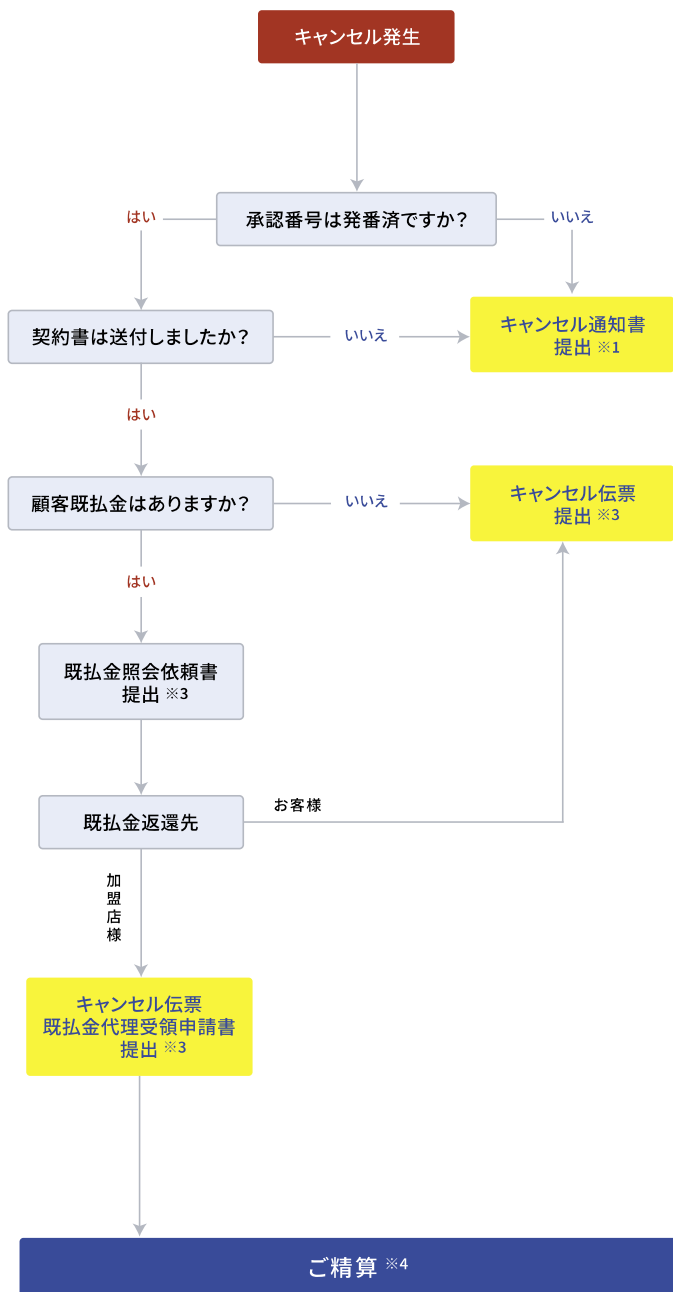 キャンセル発生
承認番号は発番済ですか？
はい
いいえ
契約書は送付しましたか？
いいえ
キャンセル通知書
提出 ※1
はい
顧客既払金はありますか？
いいえ
キャンセル伝票
提出 ※3
はい
既払金照会依頼書
提出 ※3
既払金返還先
お客様
加盟店様
キャンセル伝票
既払金代理受領申請書
提出 ※3
ご精算 ※4